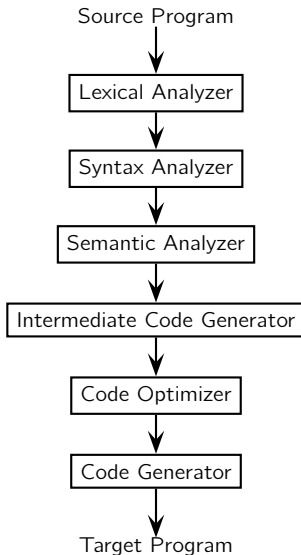 Source Program
Lexical Analyzer
Syntax Analyzer
Semantic Analyzer
Intermediate Code Generator
Code Optimizer
Code Generator
Target Program